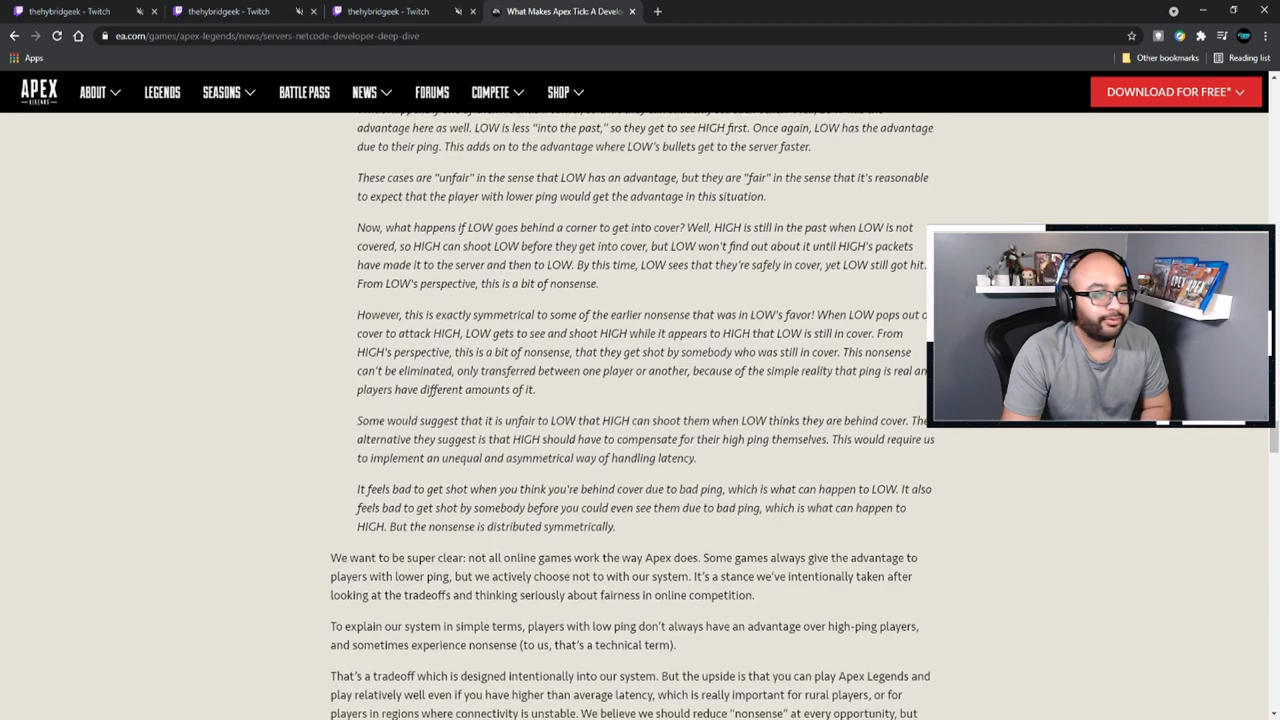 thehybridgeek - Twitch
thehybridgeek - Twitch
thehybridgeek - Twitch
What Makes Apex Tick: A Develo
ea.com/games/apex-legends/news/servers-netcode-developer-deep-dive
Apps
Other bookmarks
Reading list
APEX
LEGENDS
ABOUT
LEGENDS
SEASONS
BATTLE PASS
NEWS
FORUMS
COMPETE
SHOP
DOWNLOAD FOR FREE*
advantage here as well. LOW is less "into the past," so they get to see HIGH first. Once again, LOW has the advantage
due to their ping. This adds on to the advantage where LOW's bullets get to the server faster.
These cases are "unfair" in the sense that LOW has an advantage, but they are "fair" in the sense that it's reasonable
to expect that the player with lower ping would get the advantage in this situation.
Now, what happens if LOW goes behind a corner to get into cover? Well, HIGH is still in the past when LOW is not
covered, so HIGH can shoot LOW before they get into cover, but LOW won't find out about it until HIGH's packets
have made it to the server and then to LOW. By this time, LOW sees that they're safely in cover, yet LOW still got hit.
From LOW's perspective, this is a bit of nonsense.
However, this is exactly symmetrical to some of the earlier nonsense that was in LOW's favor! When LOW pops out o
cover to attack HIGH, LOW gets to see and shoot HIGH while it appears to HIGH that LOW is still in cover. From
HIGH's perspective, this is a bit of nonsense, that they get shot by somebody who was still in cover. This nonsense
can't be eliminated, only transferred between one player or another, because of the simple reality that ping is real an
players have different amounts of it.
Some would suggest that it is unfair to LOW that HIGH can shoot them when LOW thinks they are behind cover. The
alternative they suggest is that HIGH should have to compensate for their high ping themselves. This would require us
to implement an unequal and asymmetrical way of handling latency.
It feels bad to get shot when you think you're behind cover due to bad ping, which is what can happen to LOW. It also
feels bad to get shot by somebody before you could even see them due to bad ping, which is what can happen to
HIGH. But the nonsense is distributed symmetrically.
We want to be super clear: not all online games work the way Apex does. Some games always give the advantage to
players with lower ping, but we actively choose not to with our system. It's a stance we've intentionally taken after
looking at the tradeoffs and thinking seriously about fairness in online competition.
To explain our system in simple terms, players with low ping don't always have an advantage over high-ping players,
and sometimes experience nonsense (to us, that's a technical term).
That's a tradeoff which is designed intentionally into our system. But the upside is that you can play Apex Legends and
play relatively well even if you have higher than average latency, which is really important for rural players, or for
players in regions where connectivity is unstable. We believe we should reduce "nonsense" at every opportunity, but